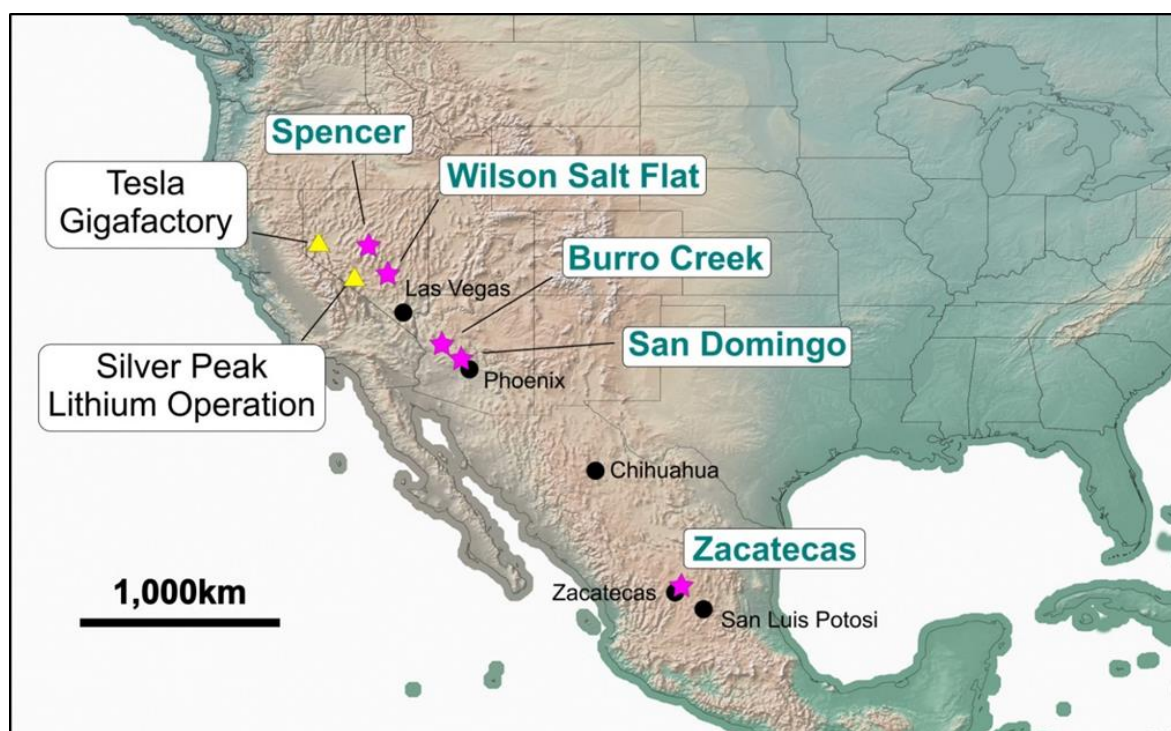 Spencer
Tesla
Gigafactory
Wilson Salt Flat
Burro Creek
Las Vegas
San Domingo
Silver Peak
Lithium Operation
Phoenix
Chihuahua
Zacatecas
1,000km
Zacatecas
San Luis Potosi